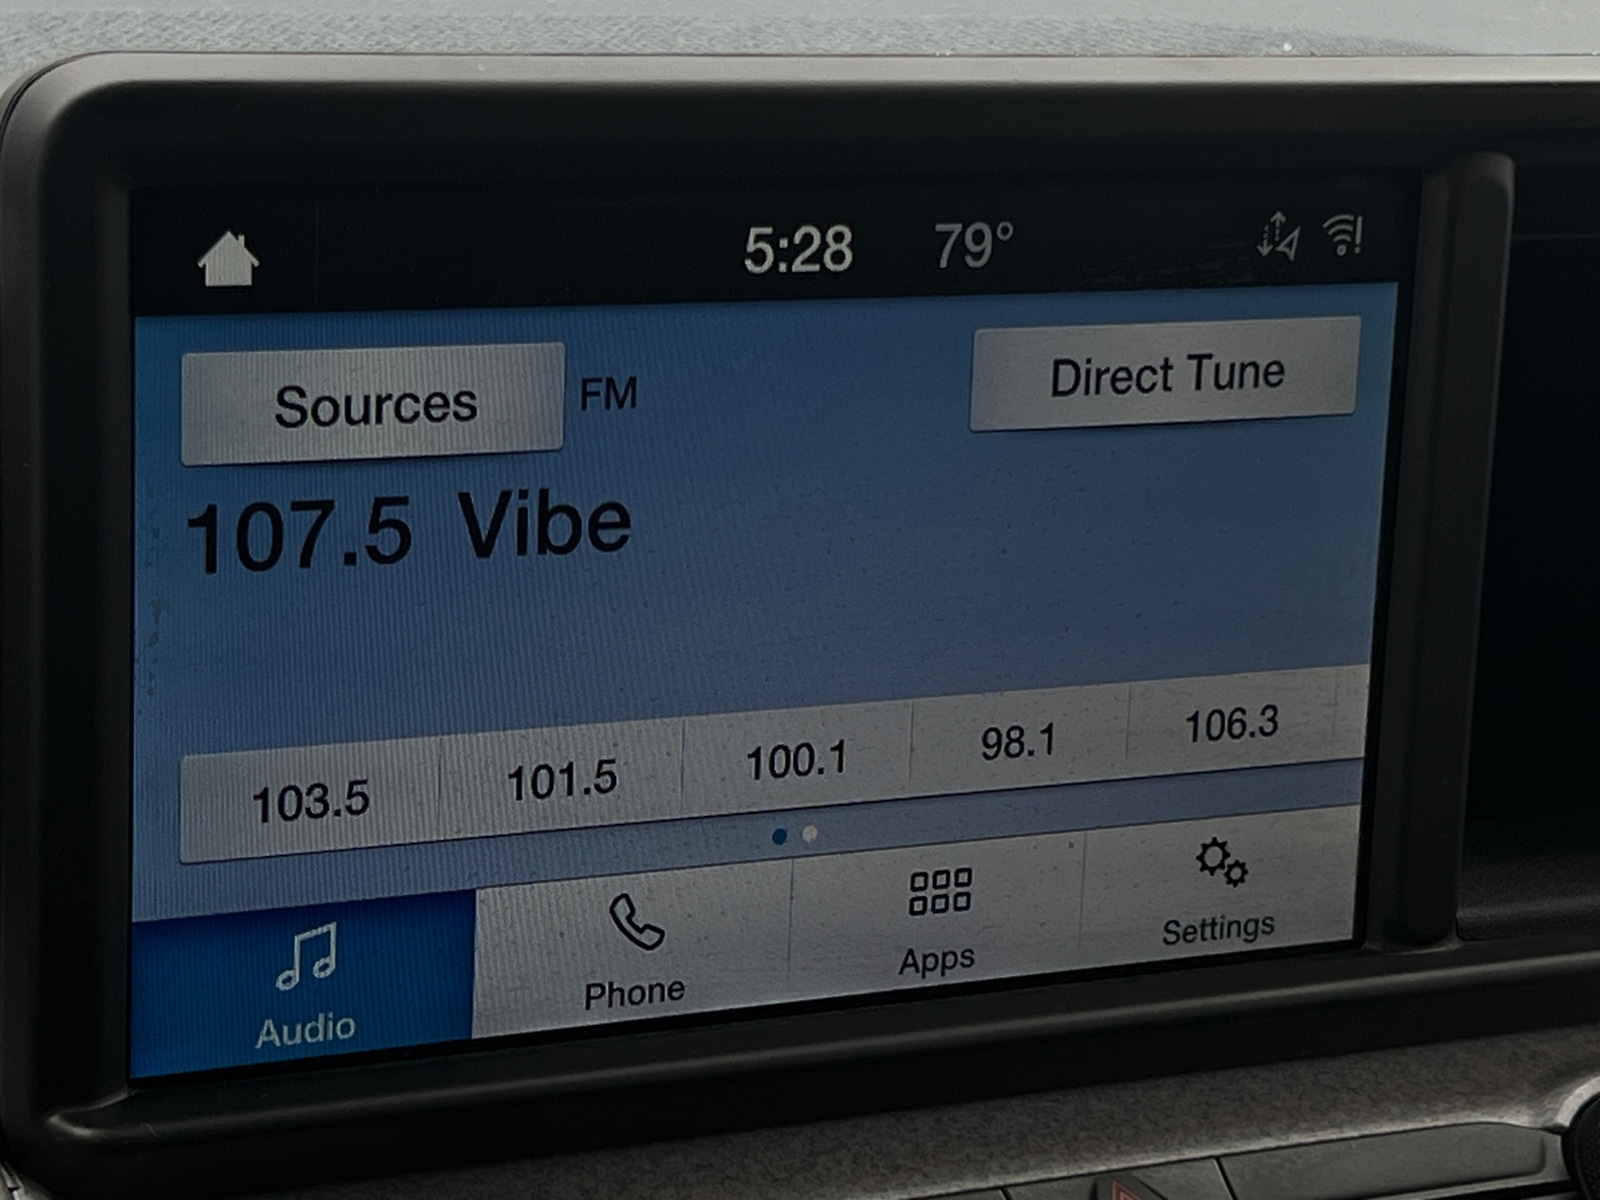 5:28 79°
Sources FM Direct Tune
107.5 Vibe
103.5 101.5 100.1 98.1 106.3
Audio Phone Apps Settings